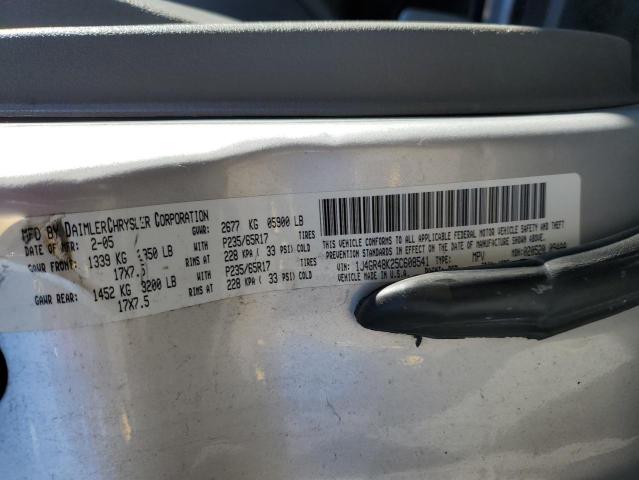 MFD BY DAIMLERCHRYSLER CORPORATION
DATE OF MFR: 2-05 GVWR: 2677 KG 05900 LB
GAWR FRONT: 1339 KG LB WITH P235/65R17 TIRES
17X7.5 RIMS AT 228 KPA ( 33 PSI) COLD
GAWR REAR: 1452 KG 3200 LB WITH P235/65R17 TIRES
17X7.5 RIMS AT 228 KPA ( 33 PSI) COLD
THIS VEHICLE CONFORMS TO ALL APPLICABLE FEDERAL MOTOR VEHICLE SAFETY AND THEFT
PREVENTION STANDARDS IN EFFECT ON THE DATE OF MANUFACTURE SHOWN ABOVE.
VIN: TYPE: MPV MDH:
VEHICLE MADE IN U.S.A.